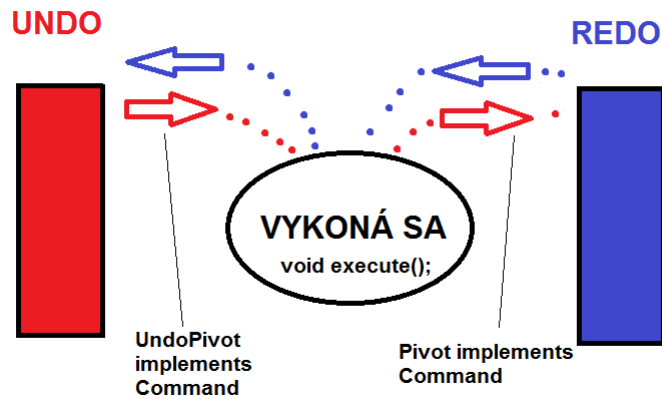 UNDO
REDO
VYKONÁ SA
void execute();
UndoPivot
implements
Command
Pivot implements
Command